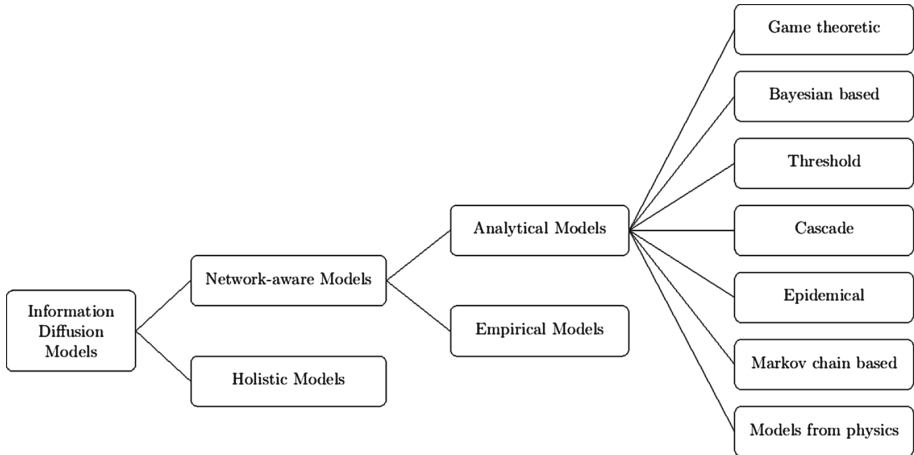 Information
Diffusion
Models
Network-aware Models
Holistic Models
Analytical Models
Empirical Models
Game theoretic
Bayesian based
Threshold
Cascade
Epidemical
Markov chain based
Models from physics